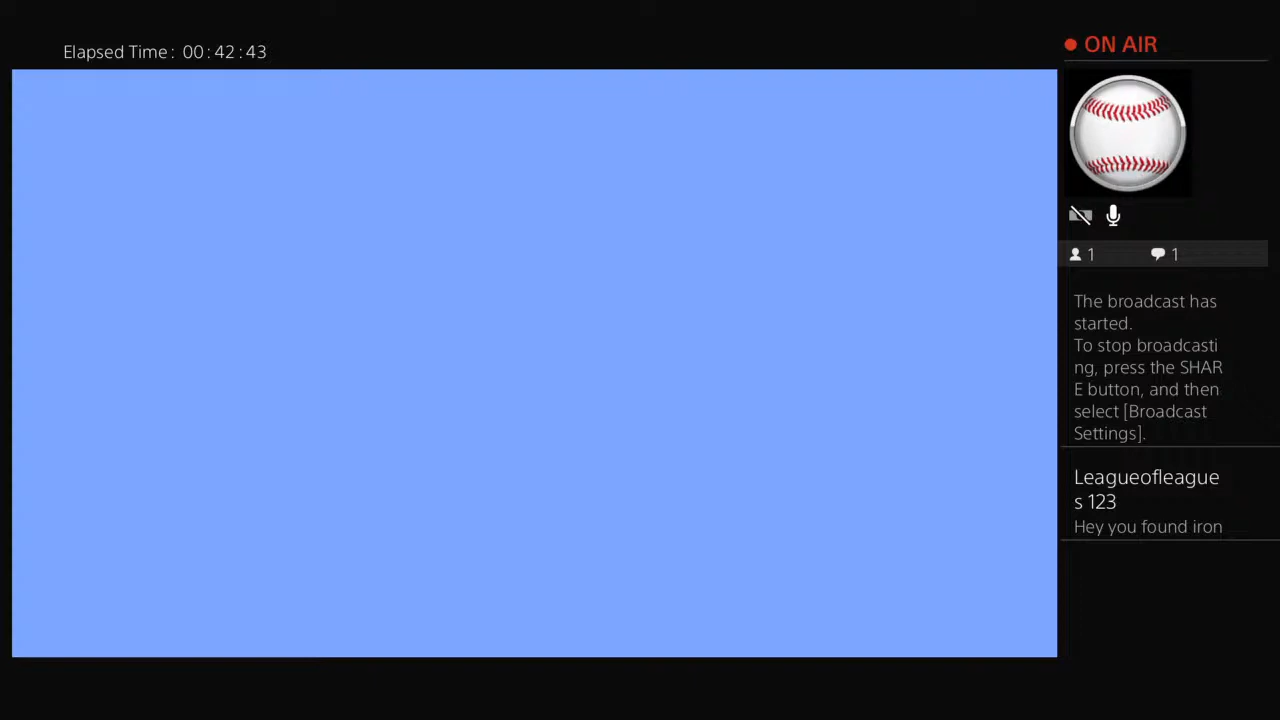 Elapsed Time: 00:42:43
ON AIR
1 1
The broadcast has
started.
To stop broadcasti
ng, press the SHAR
E button, and then
select [Broadcast
Settings].
Leagueofleague
s 123
Hey you found iron